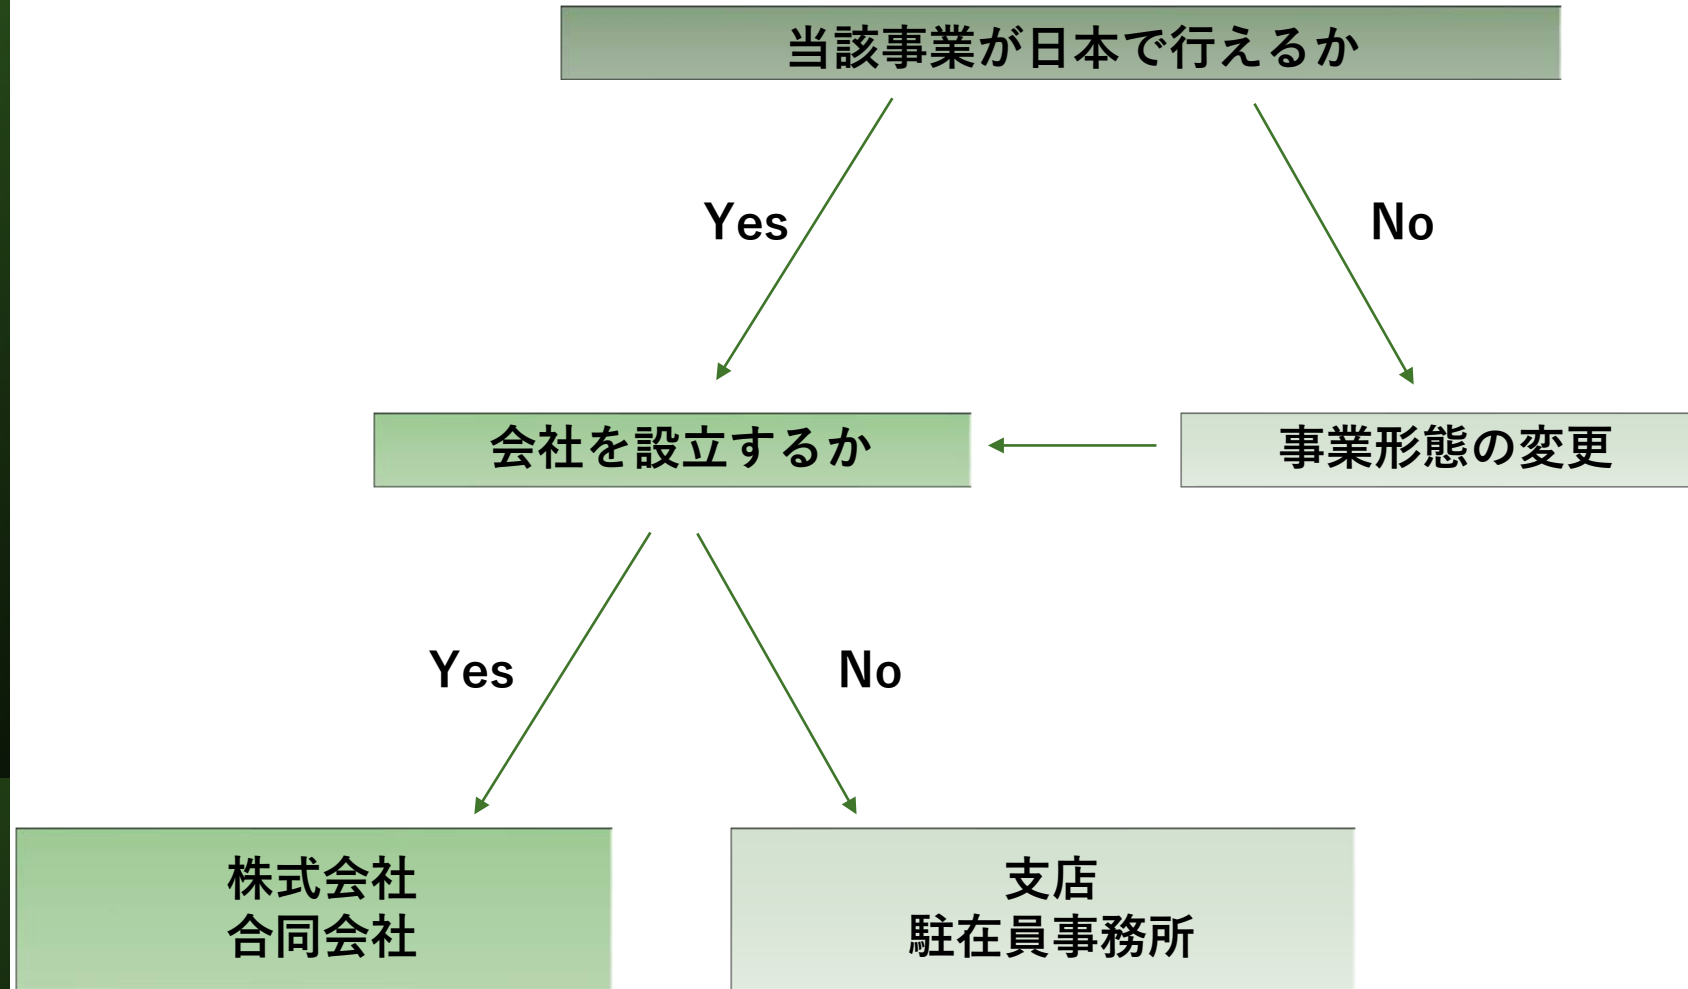 当該事業が日本で行えるか
Yes
No
会社を設立するか
事業形態の変更
Yes
No
株式会社
合同会社
支店
駐在員事務所